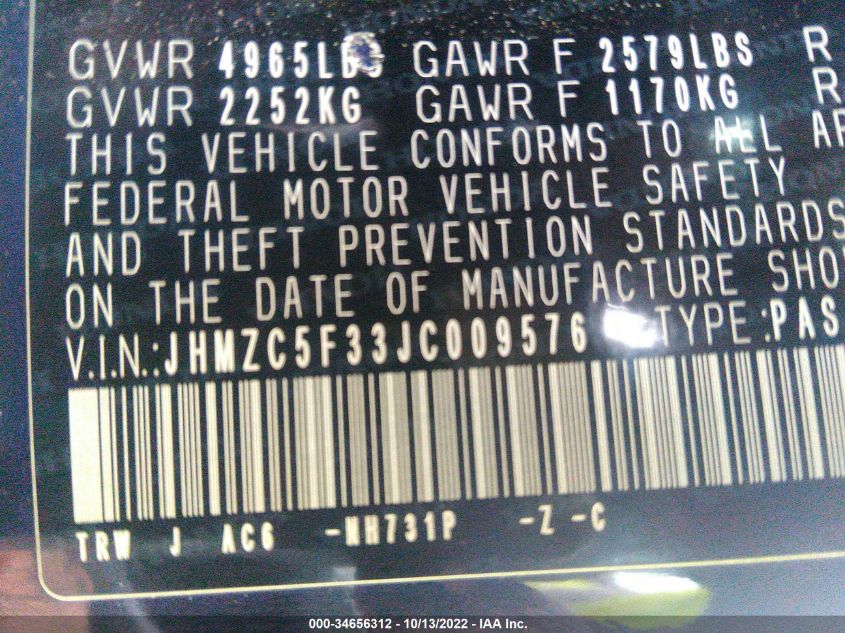 GVWR 4965LBS GAWR F 2579LBS R
GVWR 2252KG GAWR F 1170KG R
THIS VEHICLE CONFORMS TO ALL AP
FEDERAL MOTOR VEHICLE SAFETY
AND THEFT PREVENTION STANDARDS
ON THE DATE OF MANUFACTURE SHO
V.I.N.:JHMZC5F33JC009576 TYPE:PAS
TRW J AC6 -NH731P -Z -C
000-34656312 - 10/13/2022 - IAA Inc.